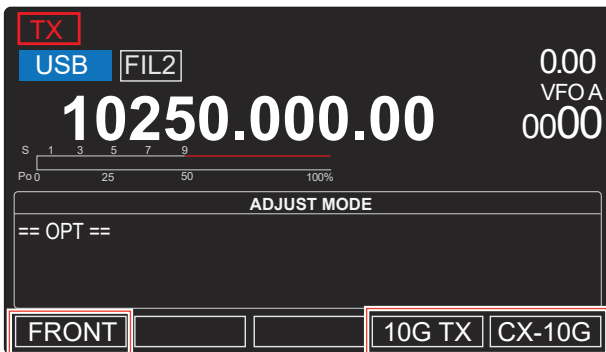 TX
USB FIL2 0.00
VFO A
10250.000.00 0000
S 1 3 5 7 9
Po 0 25 50 100%
ADJUST MODE
== OPT ==
FRONT 10G TX CX-10G